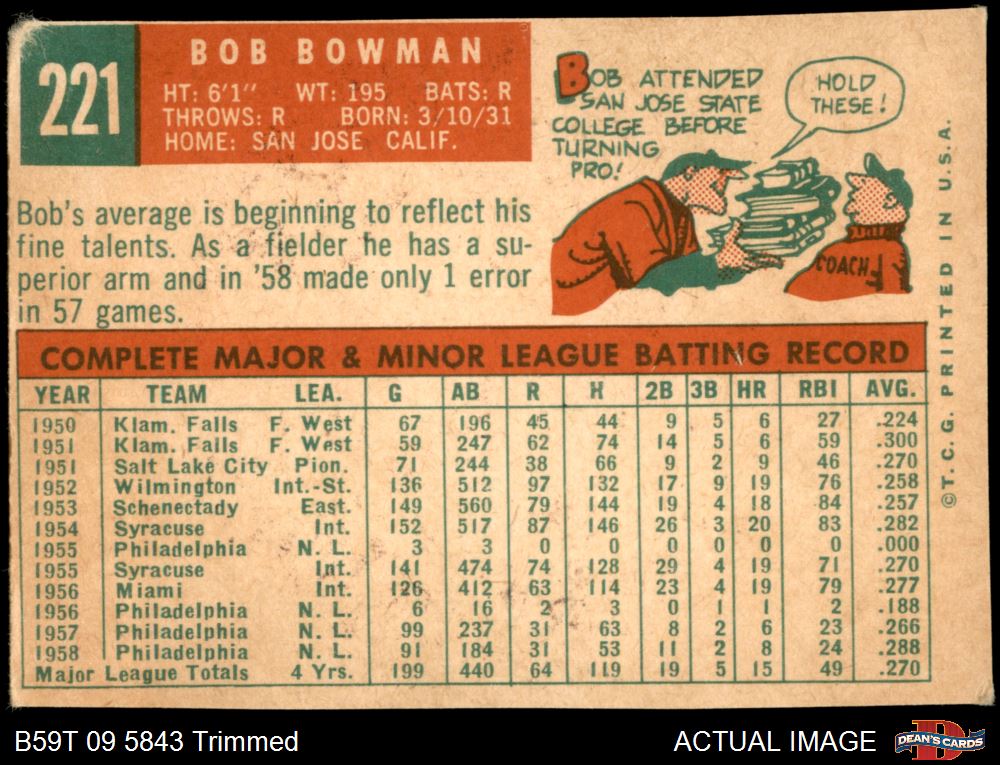 221
BOB BOWMAN
HT: 6'1" WT: 195 BATS: R
THROWS: R BORN: 3/10/31
HOME: SAN JOSE CALIF.
BOB ATTENDED
SAN JOSE STATE
COLLEGE BEFORE
TURNING
PRO!
HOLD
THESE!
COACH
Bob's average is beginning to reflect his
fine talents. As a fielder he has a su-
perior arm and in '58 made only 1 error
in 57 games.
COMPLETE MAJOR & MINOR LEAGUE BATTING RECORD
YEAR TEAM LEA. G AB R H 2B 3B HR RBI AVG.
1950 Klam. Falls F. West 67 196 45 44 9 5 6 27 .224
1951 Klam. Falls F. West 59 247 62 74 14 5 6 59 .300
1951 Salt Lake City Pion. 71 244 38 66 9 2 9 46 .270
1952 Wilmington Int.-St. 136 512 97 132 17 9 19 76 .258
1953 Schenectady East. 149 560 79 144 19 4 18 84 .257
1954 Syracuse Int. 152 517 87 146 26 3 20 83 .282
1955 Philadelphia N. L. 3 3 0 0 0 0 0 0 .000
1955 Syracuse Int. 141 474 74 128 29 4 19 71 .270
1956 Miami Int. 126 412 63 114 23 4 19 79 .277
1956 Philadelphia N. L. 6 16 2 3 0 1 1 2 .188
1957 Philadelphia N. L. 99 237 31 63 8 2 6 23 .266
1958 Philadelphia N. L. 91 184 31 53 11 2 8 24 .288
Major League Totals 4 Yrs. 199 440 64 119 19 5 15 49 .270
©T.C.G. PRINTED IN U.S.A.
B59T 09 5843 Trimmed
ACTUAL IMAGE
DEAN'S CARDS